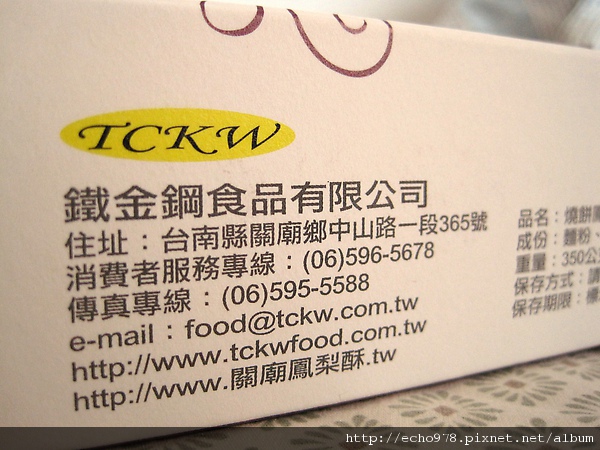 TCKW
鐵金鋼食品有限公司
住址：台南縣關廟鄉中山路一段365號
消費者服務專線：(06)596-5678
傳真專線：(06)595-5588
e-mail：food@tckw.com.tw
http://www.tckwfood.com.tw
http://www.關廟鳳梨酥.tw
品名：燒餅
成份：麵粉、
重量：350公
保存方式：請
保存期限：標
http://echo978.pixnet.net/album